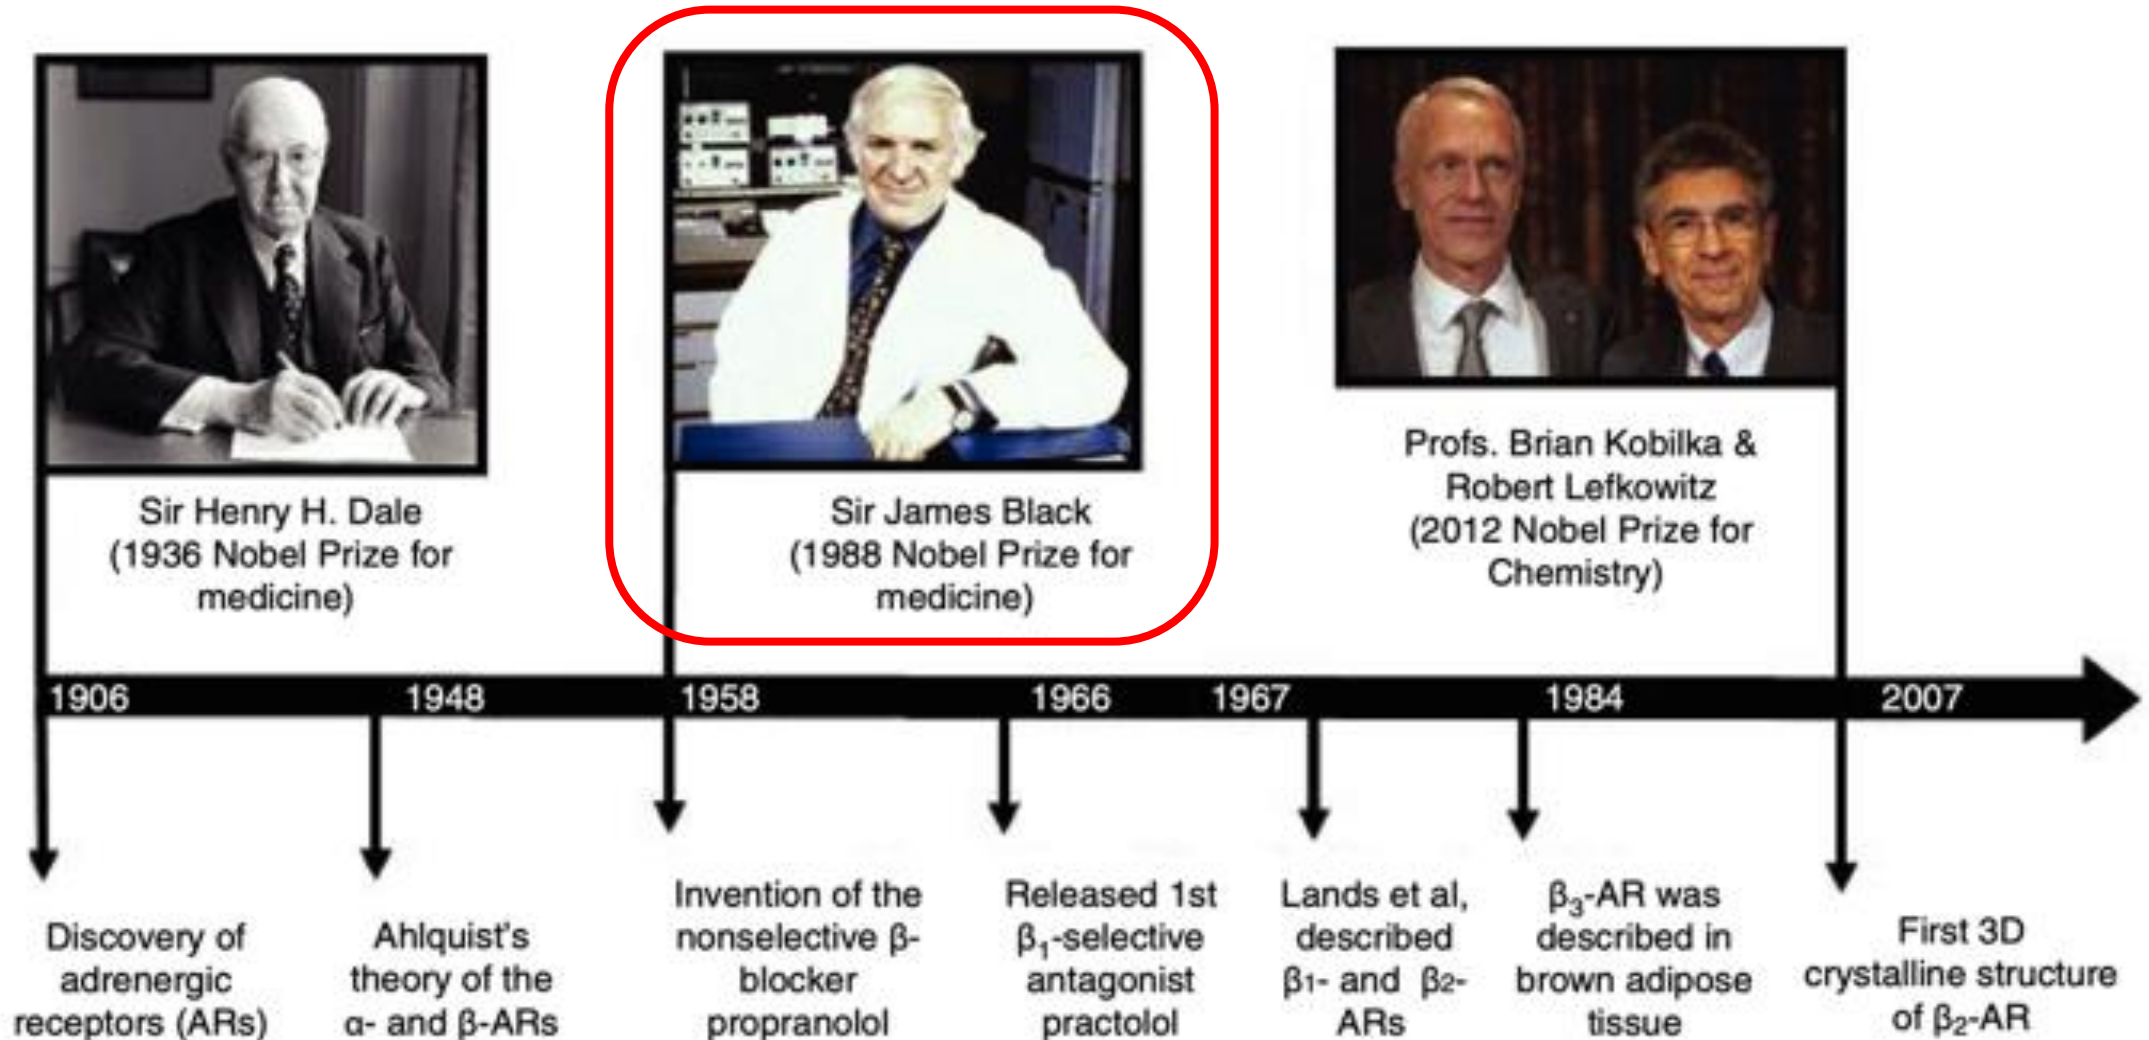 Sir Henry H. Dale
(1936 Nobel Prize for
medicine)
Sir James Black
(1988 Nobel Prize for
medicine)
Profs. Brian Kobilka &
Robert Lefkowitz
(2012 Nobel Prize for
Chemistry)
1906
1948
1958
1966
1967
1984
2007
Discovery of
adrenergic
receptors (ARs)
Ahlquist's
theory of the
α- and β-ARs
Invention of the
nonselective β-
blocker
propranolol
Released 1st
β₁-selective
antagonist
practolol
Lands et al,
described
β1- and β2-
ARs
β₃-AR was
described in
brown adipose
tissue
First 3D
crystalline structure
of β₂-AR